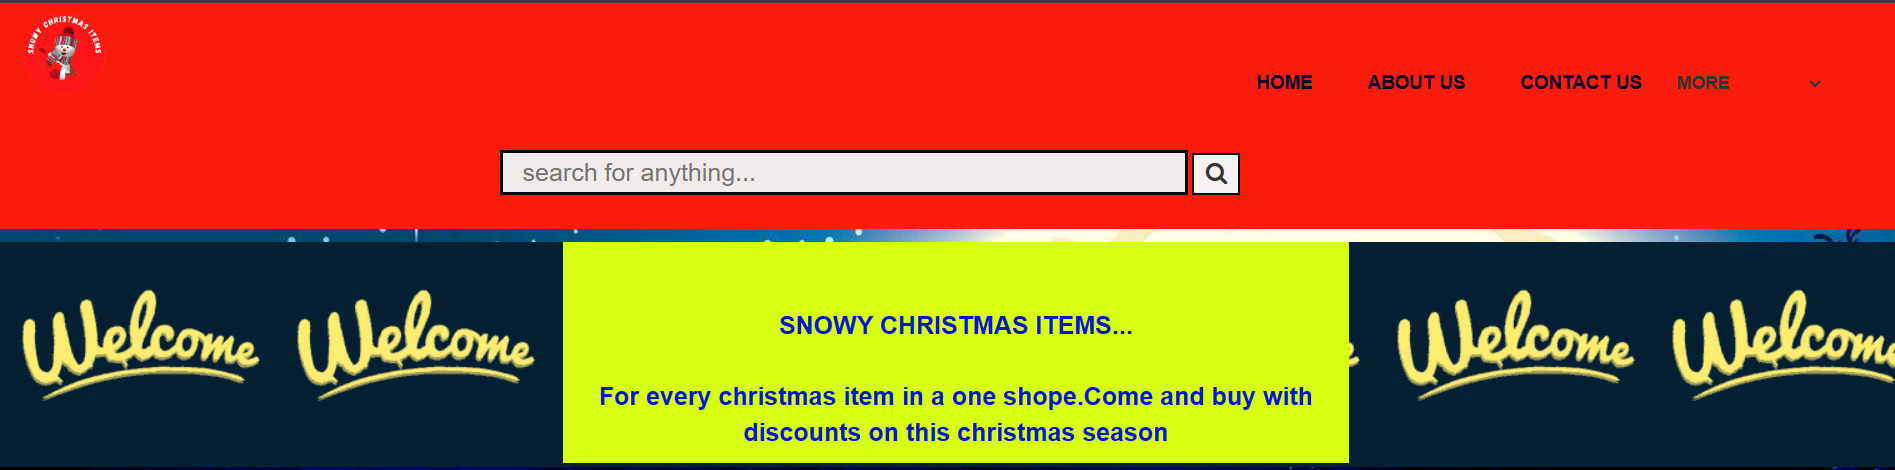 SNOWY CHRISTMAS ITEMS
HOME ABOUT US CONTACT US MORE
search for anything...
Welcome Welcome Welcome Welcome
SNOWY CHRISTMAS ITEMS...
For every christmas item in a one shope.Come and buy with
discounts on this christmas season